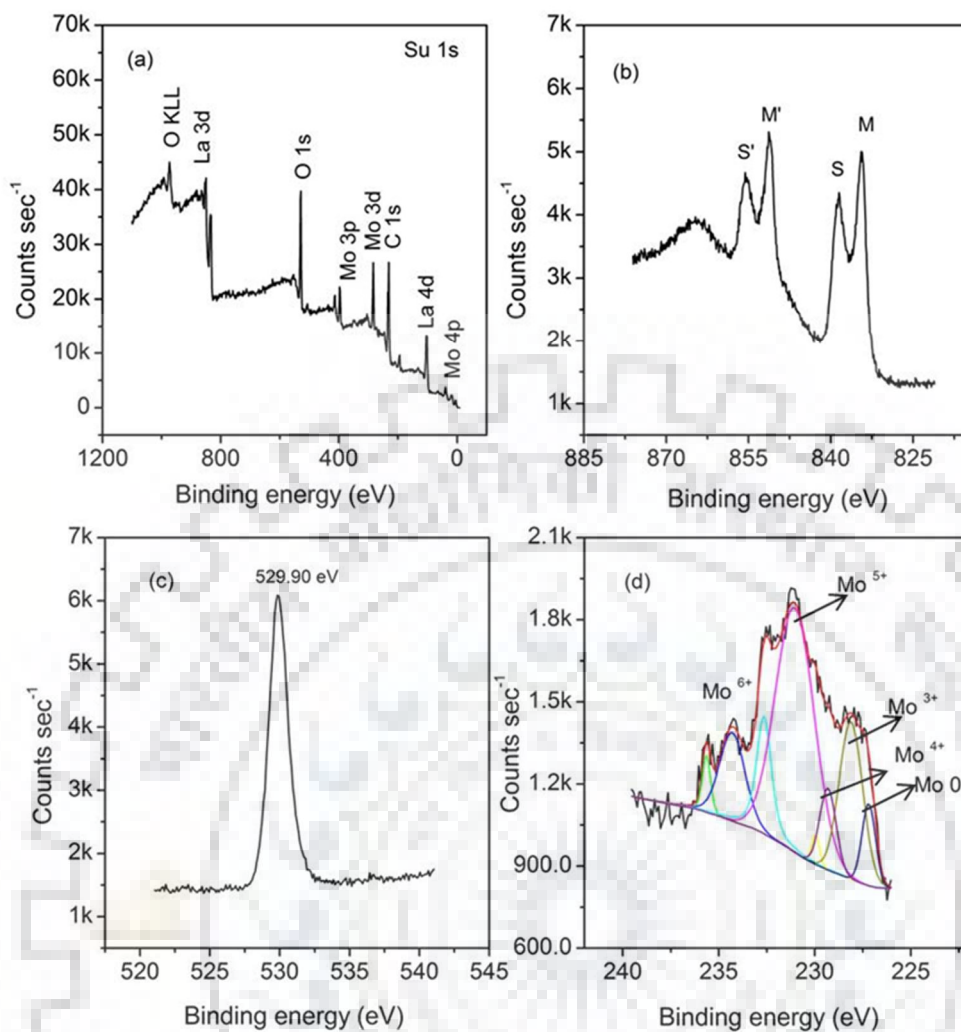 (a)
Su 1s
O KLL
La 3d
O 1s
Mo 3p
Mo 3d
C 1s
La 4d
Mo 4p
70k
60k
50k
40k
30k
20k
10k
0
Counts sec-1
1200
800
400
0
Binding energy (eV)
(b)
S'
M'
S
M
7k
6k
5k
4k
3k
2k
1k
Counts sec-1
885
870
855
840
825
Binding energy (eV)
(c)
529.90 eV
7k
6k
5k
4k
3k
2k
1k
Counts sec-1
520
530
540
545
Binding energy (eV)
(d)
Mo 5+
Mo 6+
Mo 3+
Mo 4+
Mo 0
2.1k
1.8k
1.5k
1.2k
900.0
600.0
Counts sec-1
240
235
230
225
Binding energy (eV)